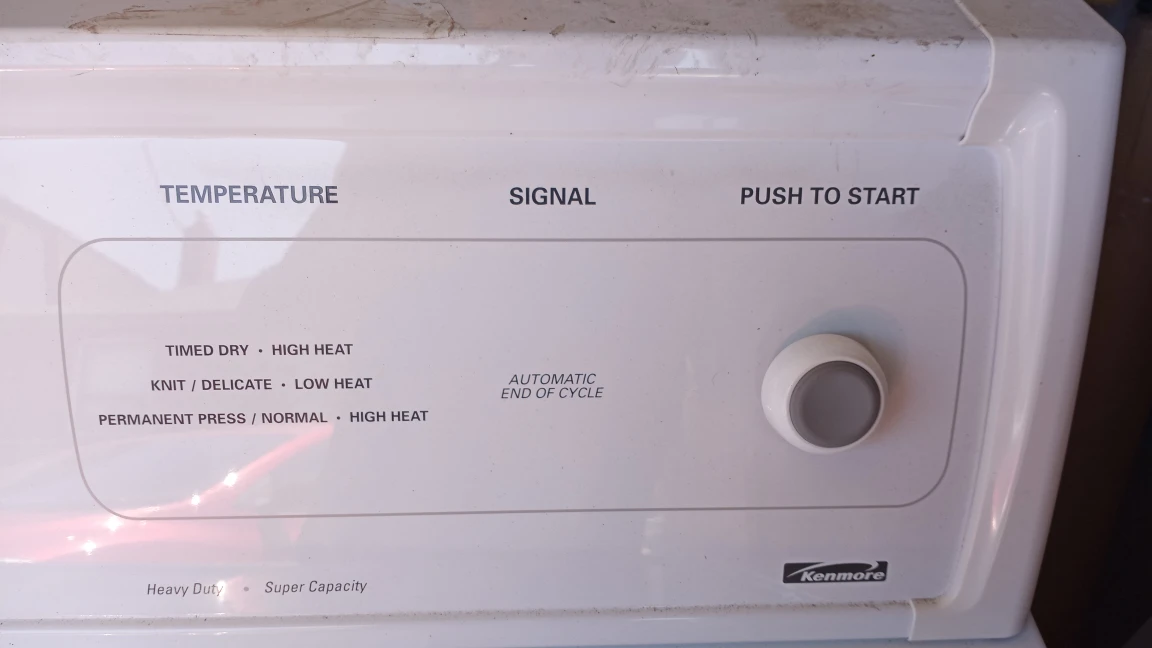 TEMPERATURE
SIGNAL
PUSH TO START
TIMED DRY • HIGH HEAT
KNIT / DELICATE • LOW HEAT
PERMANENT PRESS / NORMAL • HIGH HEAT
AUTOMATIC
END OF CYCLE
Heavy Duty • Super Capacity
Kenmore